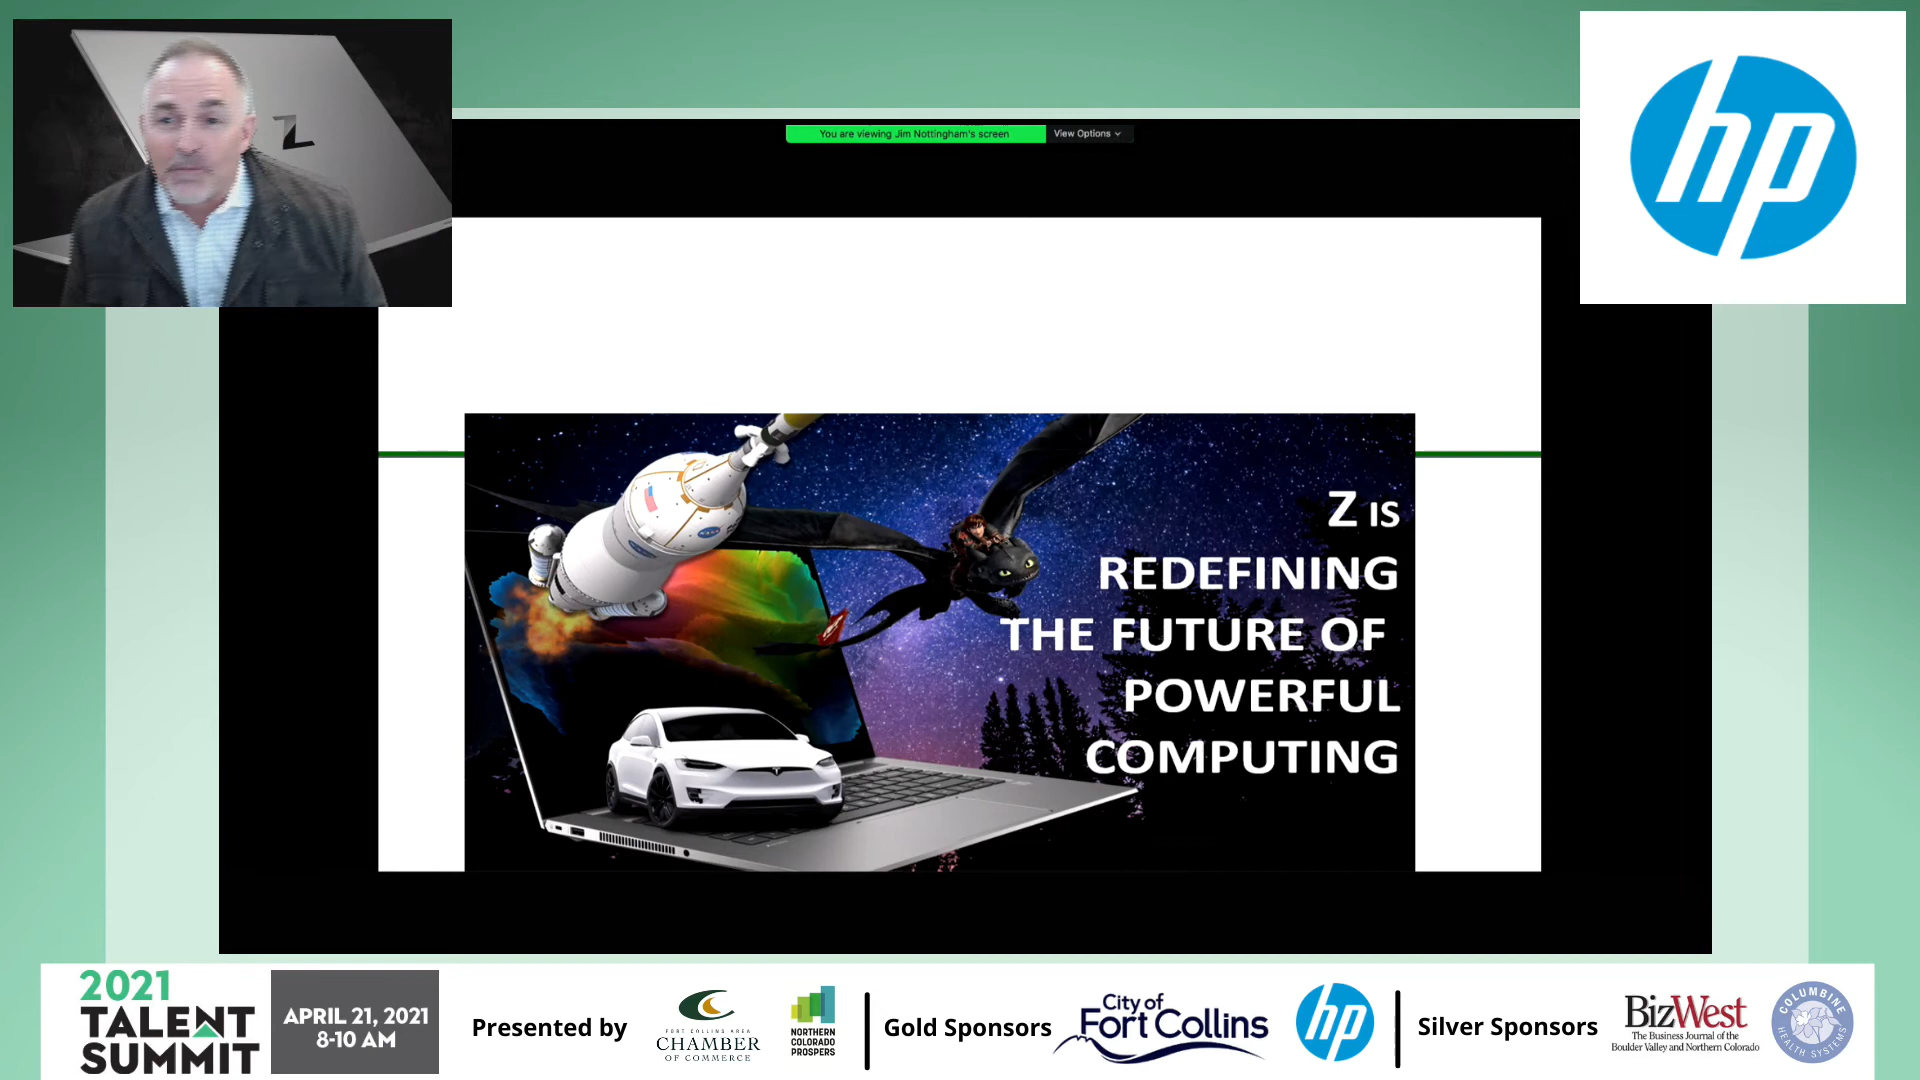 Z
You are viewing Jim Nottingham's screen
View Options
hp
Z IS
REDEFINING
THE FUTURE OF
POWERFUL
COMPUTING
2021
TALENT
SUMMIT
APRIL 21, 2021
8-10 AM
Presented by
FORT COLLINS AREA
CHAMBER
OF COMMERCE
NORTHERN
COLORADO
PROSPERS
Gold Sponsors
City of
Fort Collins
hp
Silver Sponsors
BizWest
The Business Journal of the
Boulder Valley and Northern Colorado
COLUMBINE
HEALTH SYSTEMS